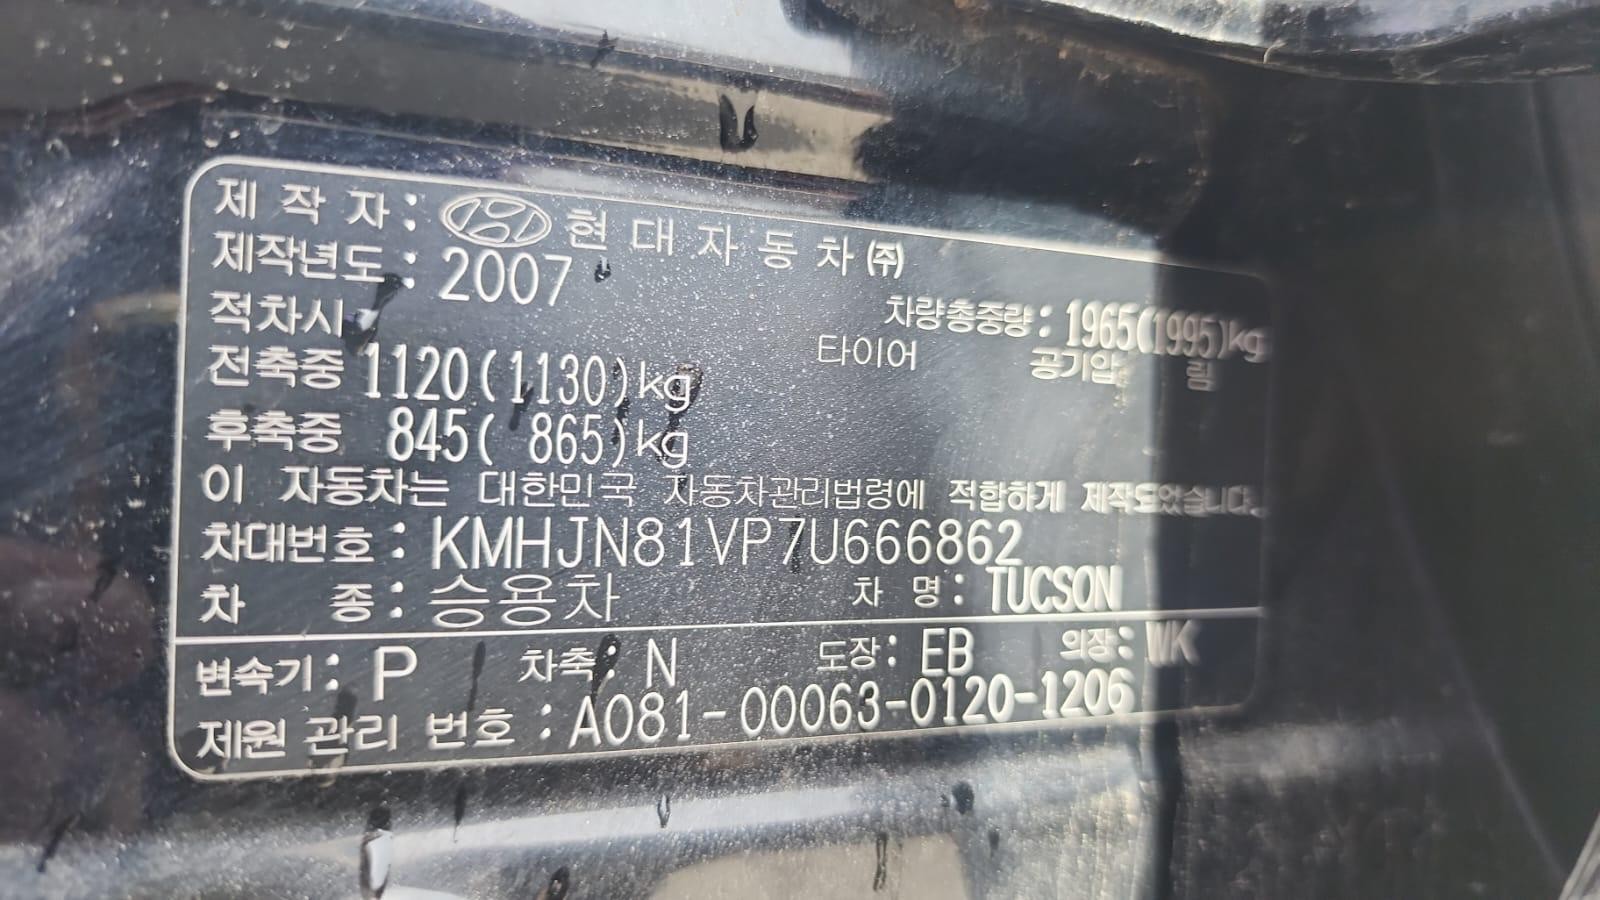 제 작 자 : 현 대 자 동 차 ㈜
제작년도 : 2007
적차시 차량총중량 : 1965(1995)kg
전축중 1120(1130)kg 타이어 공기압 림
후축중 845( 865)kg
이 자동차는 대한민국 자동차관리법령에 적합하게 제작되었습니다.
차대번호 : KMHJN81VP7U666862
차 종 : 승용차 차 명 : TUCSON
변속기 : P 차축 : N 도장 : EB 의장 : WK
제원 관리 번호 : A081-00063-0120-1206